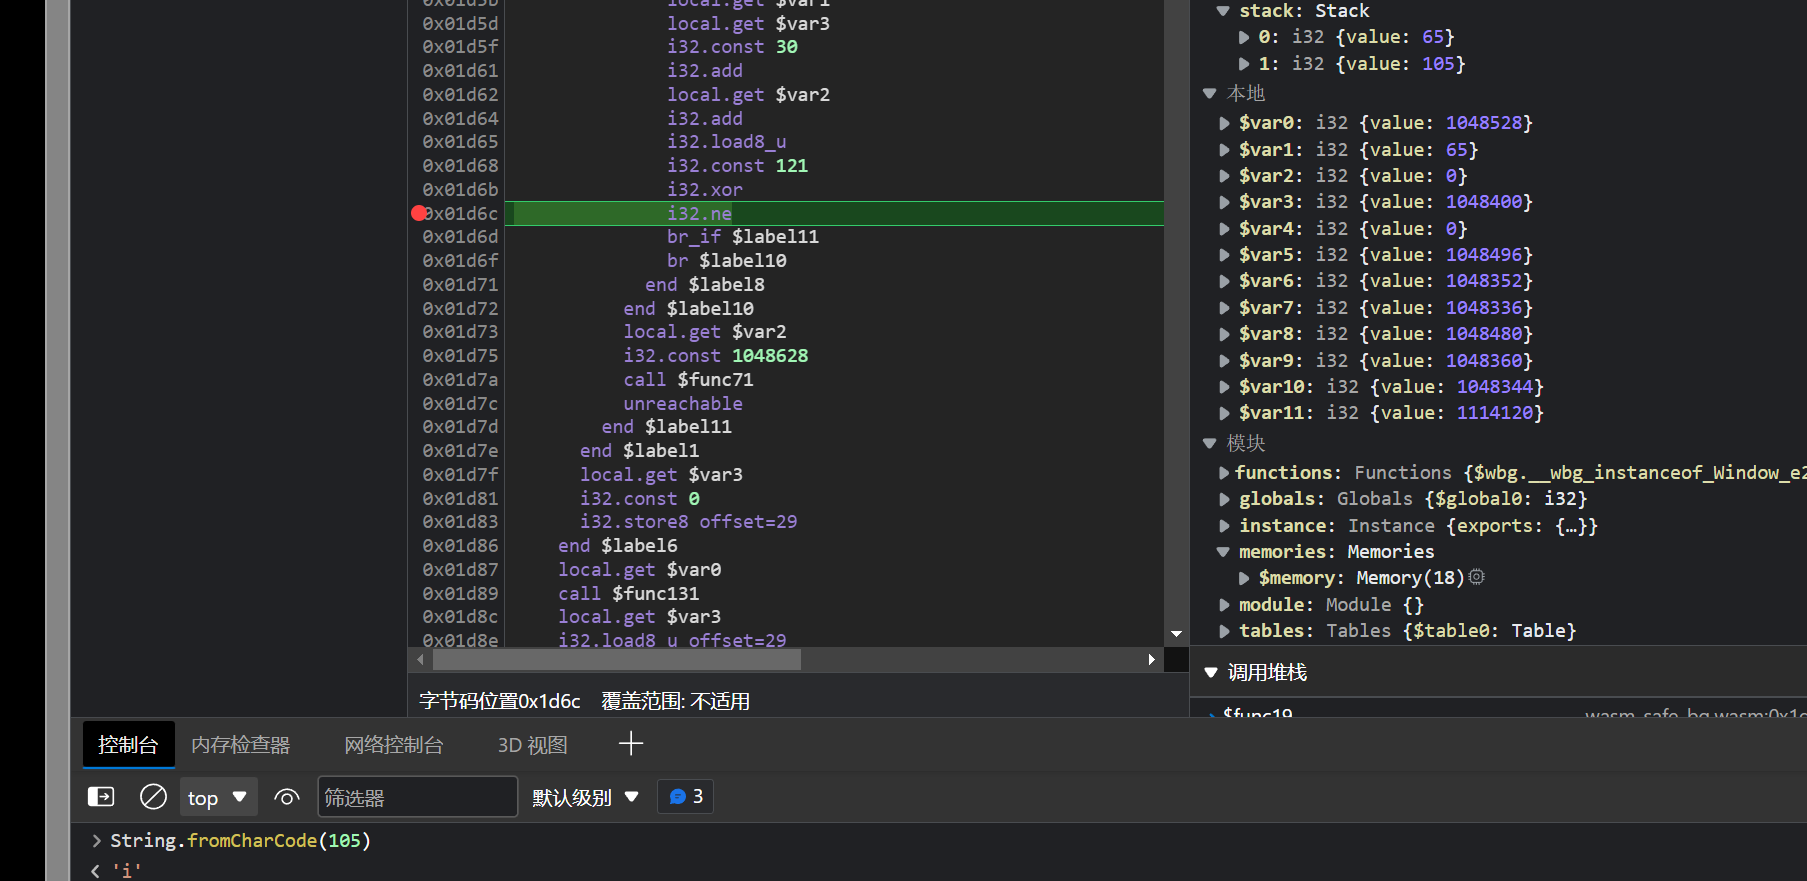 0x01d5b local.get $var1
0x01d5d local.get $var3
0x01d5f i32.const 30
0x01d61 i32.add
0x01d62 local.get $var2
0x01d64 i32.add
0x01d65 i32.load8_u
0x01d68 i32.const 121
0x01d6b i32.xor
0x01d6c i32.ne
0x01d6d br_if $label11
0x01d6f br $label10
0x01d71 end $label8
0x01d72 end $label10
0x01d73 local.get $var2
0x01d75 i32.const 1048628
0x01d7a call $func71
0x01d7c unreachable
0x01d7d end $label11
0x01d7e end $label1
0x01d7f local.get $var3
0x01d81 i32.const 0
0x01d83 i32.store8 offset=29
0x01d86 end $label6
0x01d87 local.get $var0
0x01d89 call $func131
0x01d8c local.get $var3
0x01d8e i32.load8_u offset=29
字节码位置0x1d6c 覆盖范围: 不适用
stack: Stack
0: i32 {value: 65}
1: i32 {value: 105}
本地
$var0: i32 {value: 1048528}
$var1: i32 {value: 65}
$var2: i32 {value: 0}
$var3: i32 {value: 1048400}
$var4: i32 {value: 0}
$var5: i32 {value: 1048496}
$var6: i32 {value: 1048352}
$var7: i32 {value: 1048336}
$var8: i32 {value: 1048480}
$var9: i32 {value: 1048360}
$var10: i32 {value: 1048344}
$var11: i32 {value: 1114120}
模块
functions: Functions {$wbg.__wbg_instanceof_Window_e2
globals: Globals {$global0: i32}
instance: Instance {exports: {…}}
memories: Memories
$memory: Memory(18)
module: Module {}
tables: Tables {$table0: Table}
调用堆栈
$func19 wasm_safe_bg.wasm:0x1
控制台 内存检查器 网络控制台 3D 视图
top 筛选器 默认级别 3
String.fromCharCode(105)
'i'